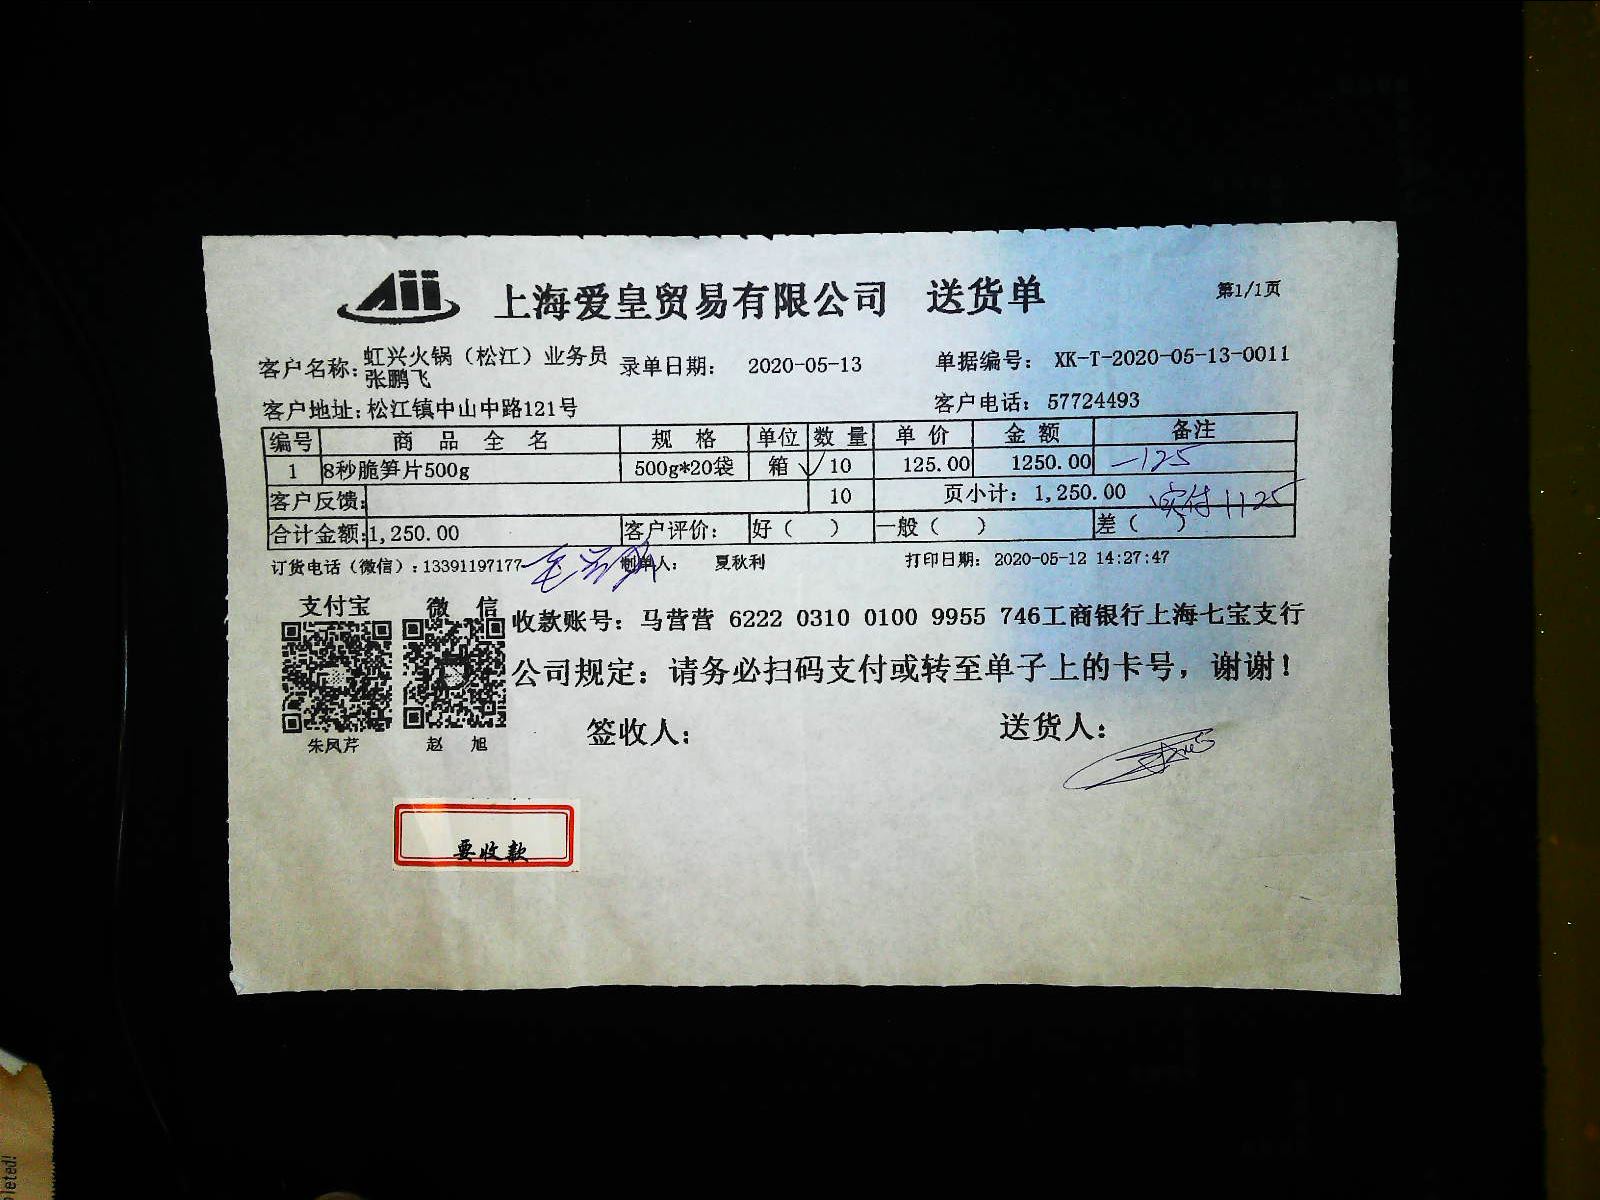 AII 上海爱皇贸易有限公司 送货单 第1/1页
客户名称: 虹兴火锅（松江）业务员张鹏飞 录单日期: 2020-05-13 单据编号: XK-T-2020-05-13-0011
客户地址: 松江镇中山中路121号 客户电话: 57724493
编号 商品全名 规格 单位 数量 单价 金额 备注
1 8秒脆笋片500g 500g*20袋 箱 ✓10 125.00 1250.00 -125
客户反馈: 10 页小计: 1,250.00 实付1125
合计金额: 1,250.00 客户评价: 好（ ） 一般（ ） 差（ ）
订货电话（微信）: 13391197177 制单人: 夏秋利 打印日期: 2020-05-12 14:27:47
支付宝 微信
收款账号: 马营营 6222 0310 0100 9955 746工商银行上海七宝支行
公司规定: 请务必扫码支付或转至单子上的卡号，谢谢！
签收人: 送货人:
朱凤芹 赵旭
要收款
leted!